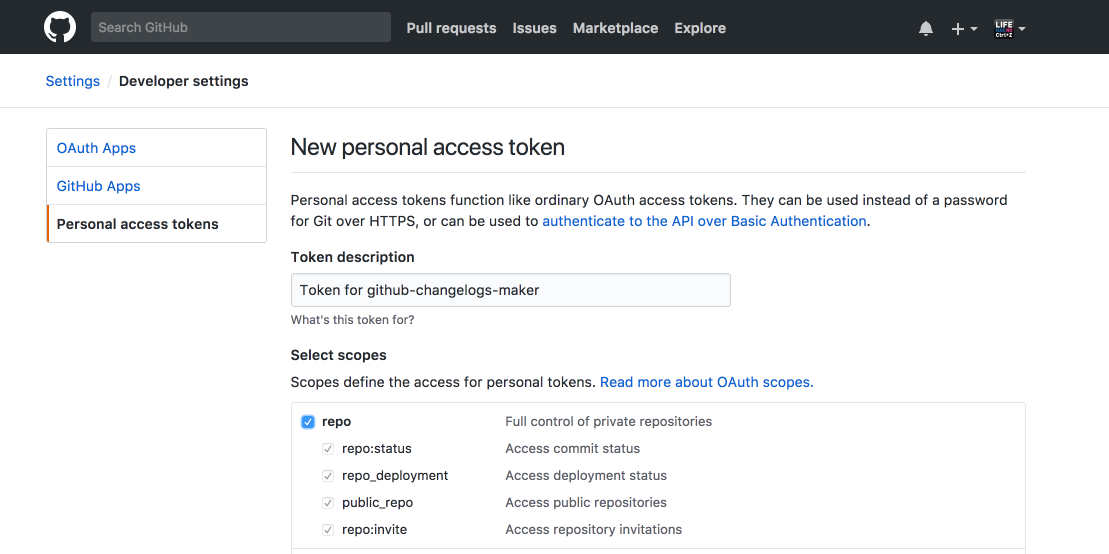 Search GitHub
Pull requests
Issues
Marketplace
Explore
LIFE
Ctrl+Z
Settings / Developer settings
OAuth Apps
GitHub Apps
Personal access tokens
New personal access token
Personal access tokens function like ordinary OAuth access tokens. They can be used instead of a password
for Git over HTTPS, or can be used to authenticate to the API over Basic Authentication.
Token description
Token for github-changelogs-maker
What's this token for?
Select scopes
Scopes define the access for personal tokens. Read more about OAuth scopes.
repo Full control of private repositories
repo:status Access commit status
repo_deployment Access deployment status
public_repo Access public repositories
repo:invite Access repository invitations